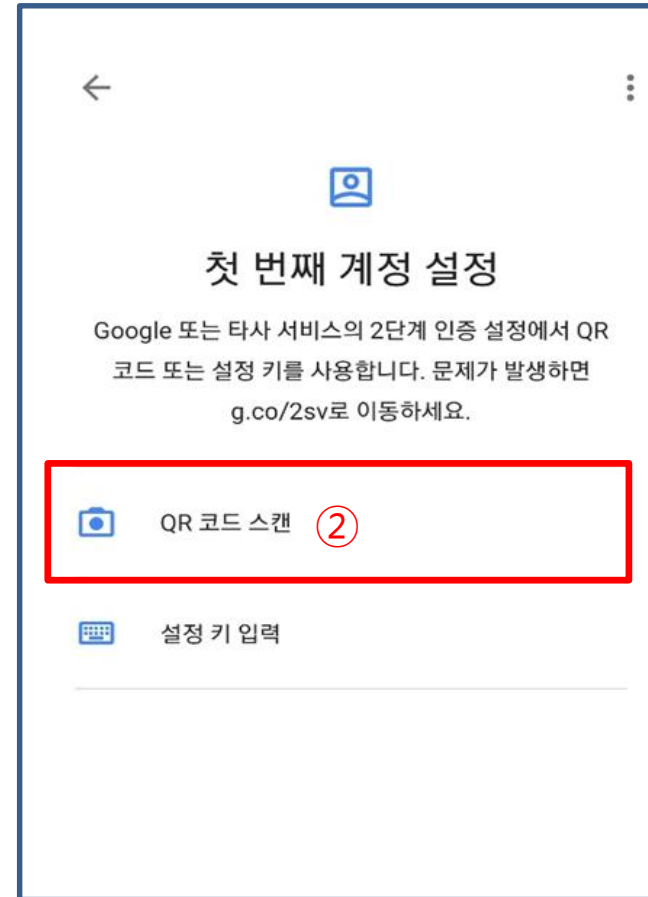 첫 번째 계정 설정
Google 또는 타사 서비스의 2단계 인증 설정에서 QR
코드 또는 설정 키를 사용합니다. 문제가 발생하면
g.co/2sv로 이동하세요.
QR 코드 스캔 ②
설정 키 입력